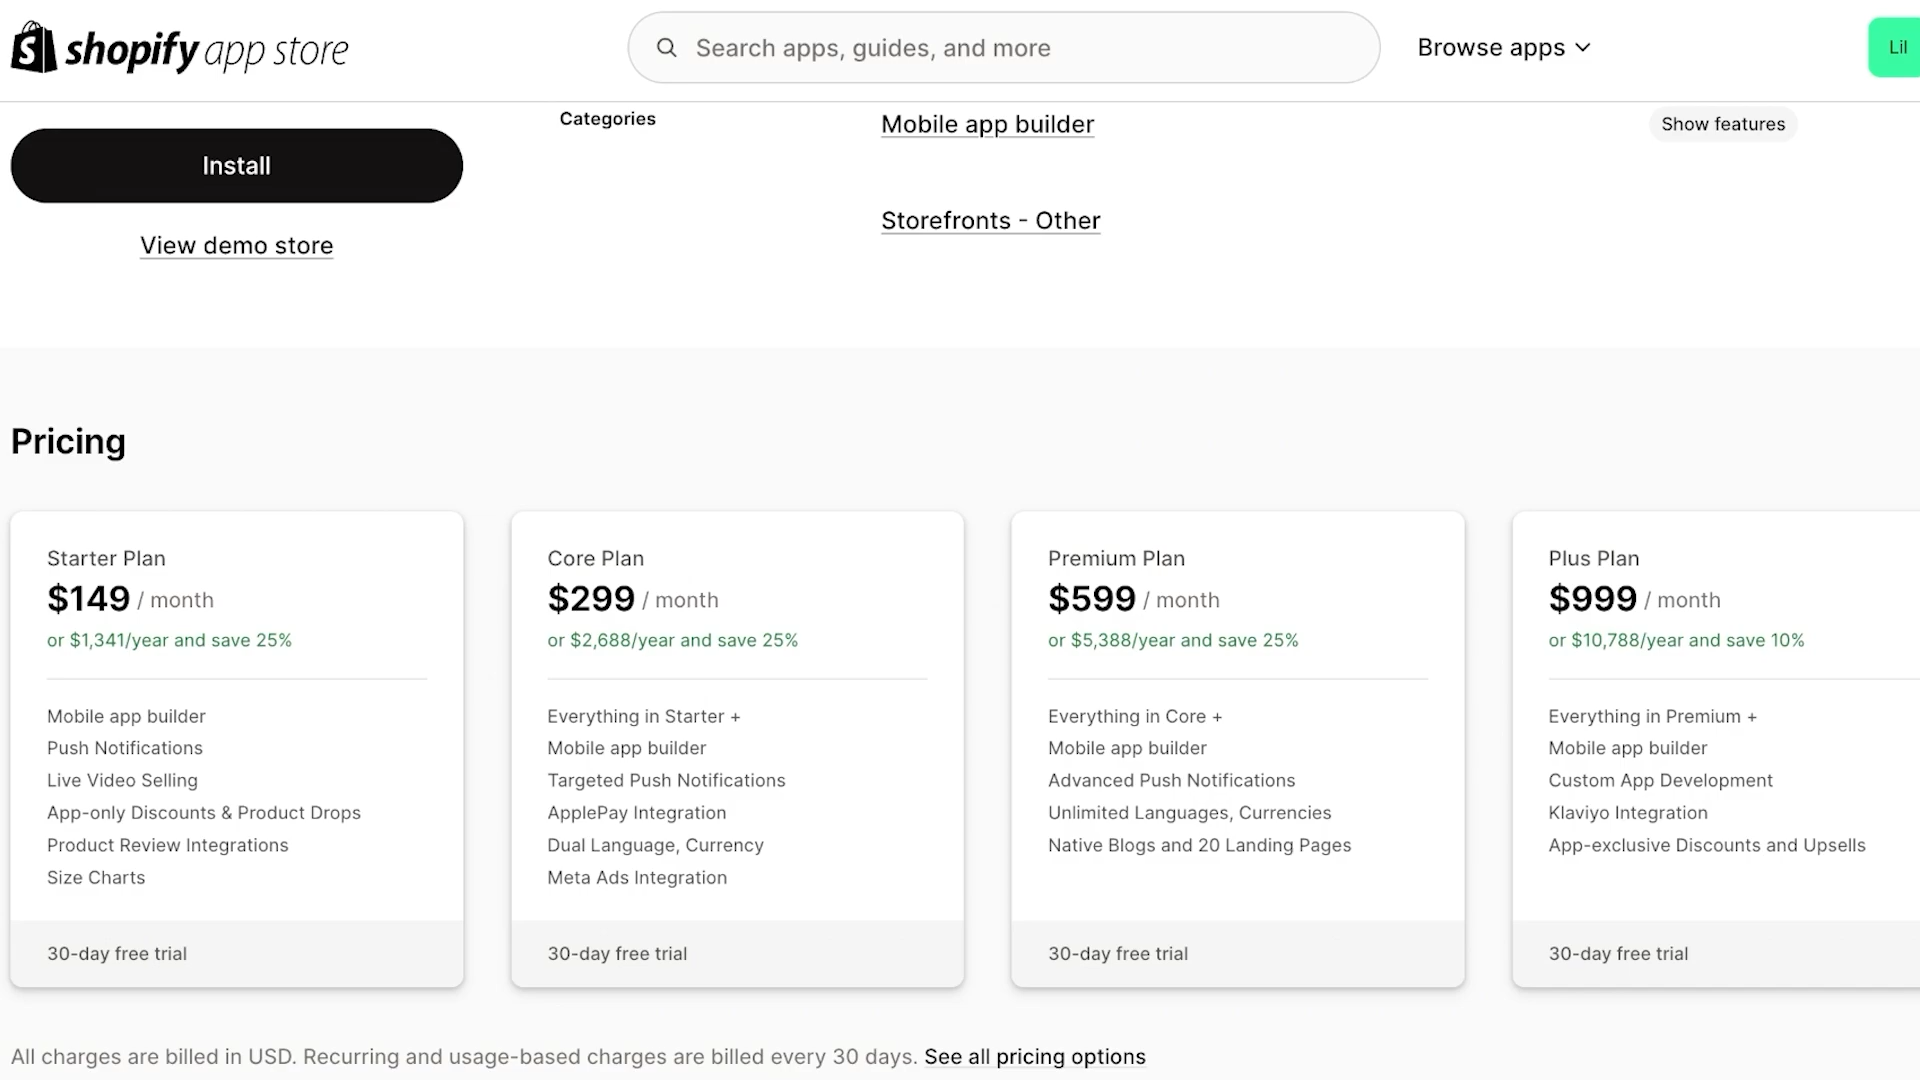 shopify app store
Search apps, guides, and more
Browse apps
Lil
Install
View demo store
Categories
Mobile app builder
Storefronts - Other
Show features
Pricing
Starter Plan
$149 / month
or $1,341/year and save 25%
Mobile app builder
Push Notifications
Live Video Selling
App-only Discounts & Product Drops
Product Review Integrations
Size Charts
30-day free trial
Core Plan
$299 / month
or $2,688/year and save 25%
Everything in Starter +
Mobile app builder
Targeted Push Notifications
ApplePay Integration
Dual Language, Currency
Meta Ads Integration
30-day free trial
Premium Plan
$599 / month
or $5,388/year and save 25%
Everything in Core +
Mobile app builder
Advanced Push Notifications
Unlimited Languages, Currencies
Native Blogs and 20 Landing Pages
30-day free trial
Plus Plan
$999 / month
or $10,788/year and save 10%
Everything in Premium +
Mobile app builder
Custom App Development
Klaviyo Integration
App-exclusive Discounts and Upsells
30-day free trial
All charges are billed in USD. Recurring and usage-based charges are billed every 30 days. See all pricing options